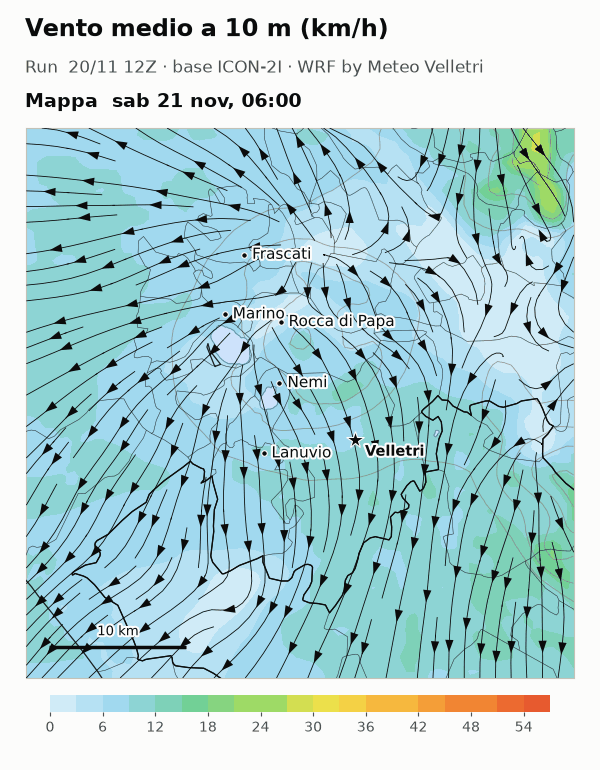 Vento medio a 10 m (km/h)
Run  20/11 12Z · base ICON-2I · WRF by Meteo Velletri
Mappa  sab 21 nov, 06:00
Frascati
Marino
Rocca di Papa
Nemi
Velletri
Lanuvio
10 km
0 6 12 18 24 30 36 42 48 54